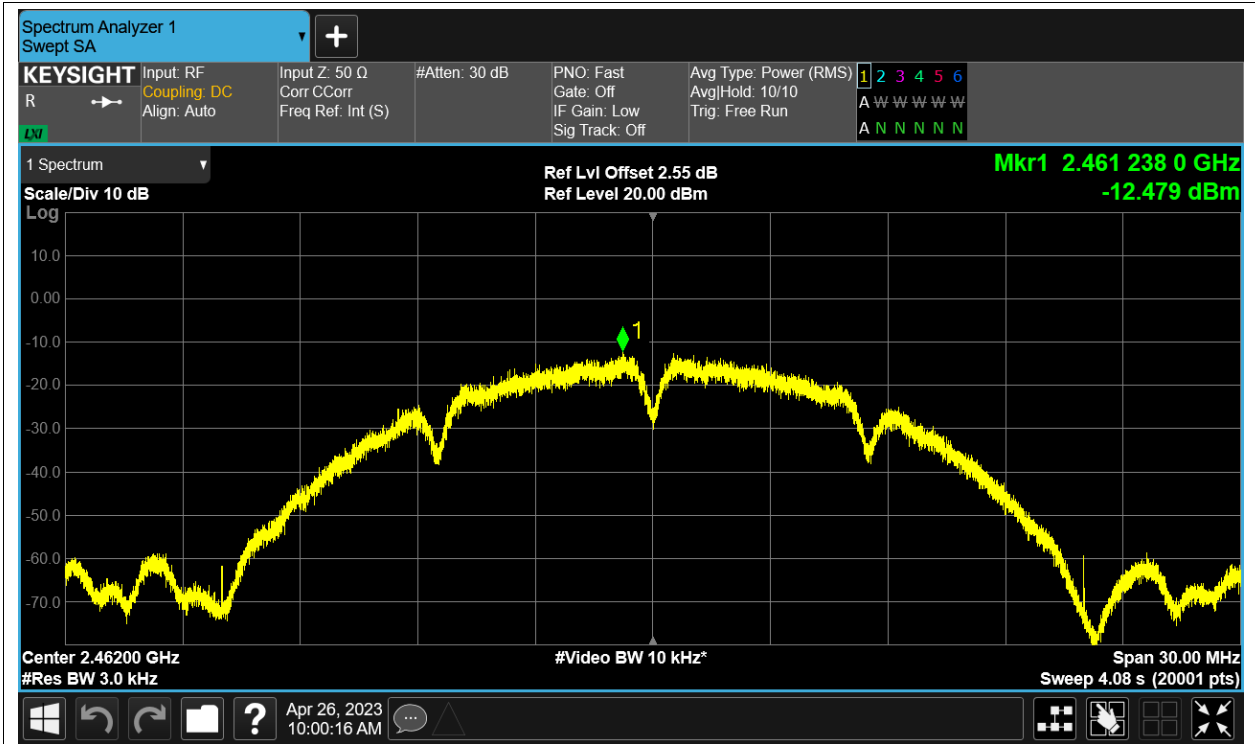 Spectrum Analyzer 1
Swept SA
+
KEYSIGHT
R
LXI
Input: RF
Coupling: DC
Align: Auto
Input Z: 50 Ω
Corr CCorr
Freq Ref: Int (S)
#Atten: 30 dB
PNO: Fast
Gate: Off
IF Gain: Low
Sig Track: Off
Avg Type: Power (RMS)
Avg|Hold: 10/10
Trig: Free Run
1 2 3 4 5 6
A W W W W W
A N N N N N
1 Spectrum
Scale/Div 10 dB
Log
Ref Lvl Offset 2.55 dB
Ref Level 20.00 dBm
Mkr1 2.461 238 0 GHz
-12.479 dBm
10.0
0.00
-10.0
-20.0
-30.0
-40.0
-50.0
-60.0
-70.0
1
Center 2.46200 GHz
#Res BW 3.0 kHz
#Video BW 10 kHz*
Span 30.00 MHz
Sweep 4.08 s (20001 pts)
?
Apr 26, 2023
10:00:16 AM